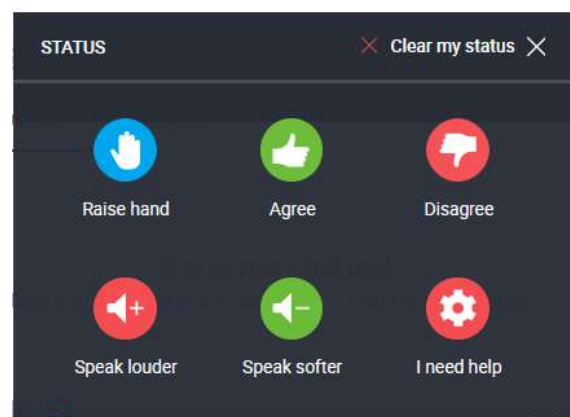 STATUS Clear my status
Raise hand Agree Disagree
Speak louder Speak softer I need help